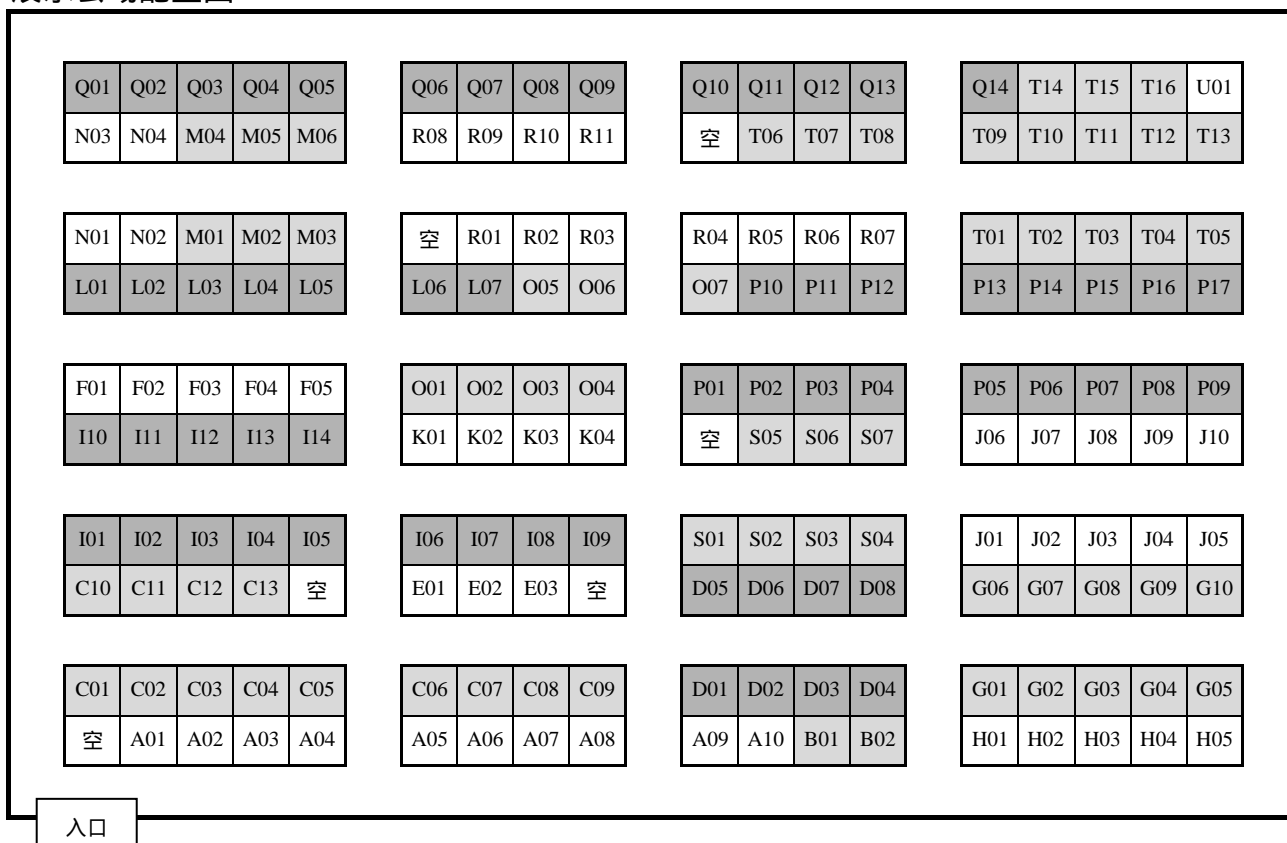 Q01 Q02 Q03 Q04 Q05 Q06 Q07 Q08 Q09 Q10 Q11 Q12 Q13 Q14 T14 T15 T16 U01
N03 N04 M04 M05 M06 R08 R09 R10 R11 空 T06 T07 T08 T09 T10 T11 T12 T13
N01 N02 M01 M02 M03 空 R01 R02 R03 R04 R05 R06 R07 T01 T02 T03 T04 T05
L01 L02 L03 L04 L05 L06 L07 O05 O06 O07 P10 P11 P12 P13 P14 P15 P16 P17
F01 F02 F03 F04 F05 O01 O02 O03 O04 P01 P02 P03 P04 P05 P06 P07 P08 P09
I10 I11 I12 I13 I14 K01 K02 K03 K04 空 S05 S06 S07 J06 J07 J08 J09 J10
I01 I02 I03 I04 I05 I06 I07 I08 I09 S01 S02 S03 S04 J01 J02 J03 J04 J05
C10 C11 C12 C13 空 E01 E02 E03 空 D05 D06 D07 D08 G06 G07 G08 G09 G10
C01 C02 C03 C04 C05 C06 C07 C08 C09 D01 D02 D03 D04 G01 G02 G03 G04 G05
空 A01 A02 A03 A04 A05 A06 A07 A08 A09 A10 B01 B02 H01 H02 H03 H04 H05
入口